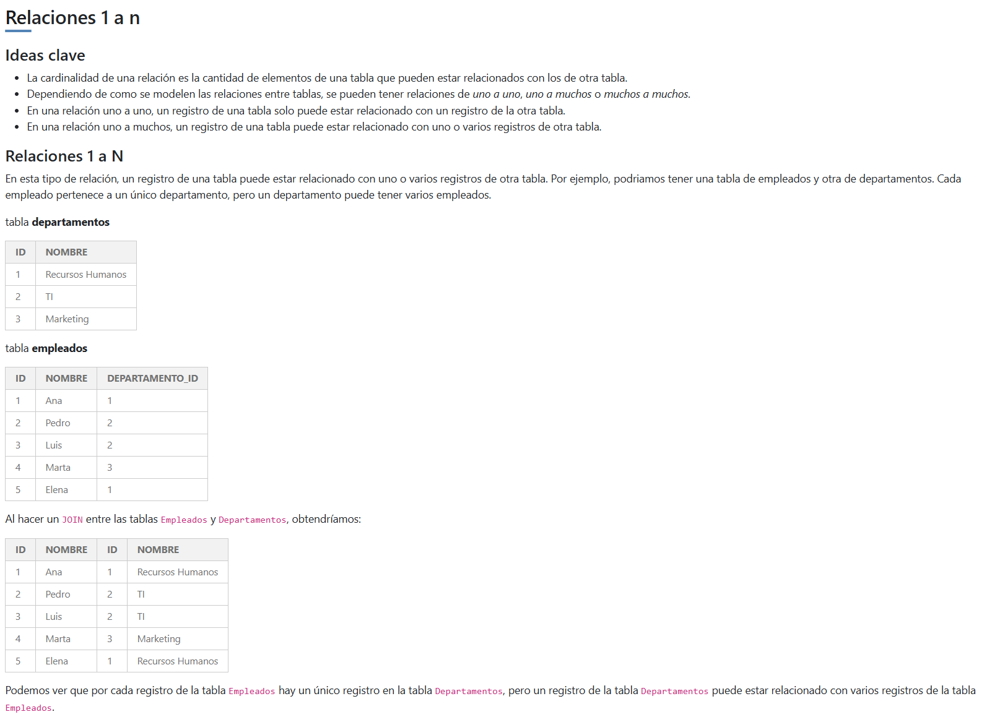 Relaciones 1 a n
Ideas clave
• La cardinalidad de una relación es la cantidad de elementos de una tabla que pueden estar relacionados con los de otra tabla.
• Dependiendo de como se modelen las relaciones entre tablas, se pueden tener relaciones de uno a uno, uno a muchos o muchos a muchos.
• En una relación uno a uno, un registro de una tabla solo puede estar relacionado con un registro de la otra tabla.
• En una relación uno a muchos, un registro de una tabla puede estar relacionado con uno o varios registros de otra tabla.
Relaciones 1 a N
En esta tipo de relación, un registro de una tabla puede estar relacionado con uno o varios registros de otra tabla. Por ejemplo, podriamos tener una tabla de empleados y otra de departamentos. Cada
empleado pertenece a un único departamento, pero un departamento puede tener varios empleados.
tabla departamentos
ID NOMBRE
1 Recursos Humanos
2 TI
3 Marketing
tabla empleados
ID NOMBRE DEPARTAMENTO_ID
1 Ana 1
2 Pedro 2
3 Luis 2
4 Marta 3
5 Elena 1
Al hacer un JOIN entre las tablas Empleados y Departamentos, obtendríamos:
ID NOMBRE ID NOMBRE
1 Ana 1 Recursos Humanos
2 Pedro 2 TI
3 Luis 2 TI
4 Marta 3 Marketing
5 Elena 1 Recursos Humanos
Podemos ver que por cada registro de la tabla Empleados hay un único registro en la tabla Departamentos, pero un registro de la tabla Departamentos puede estar relacionado con varios registros de la tabla
Empleados.